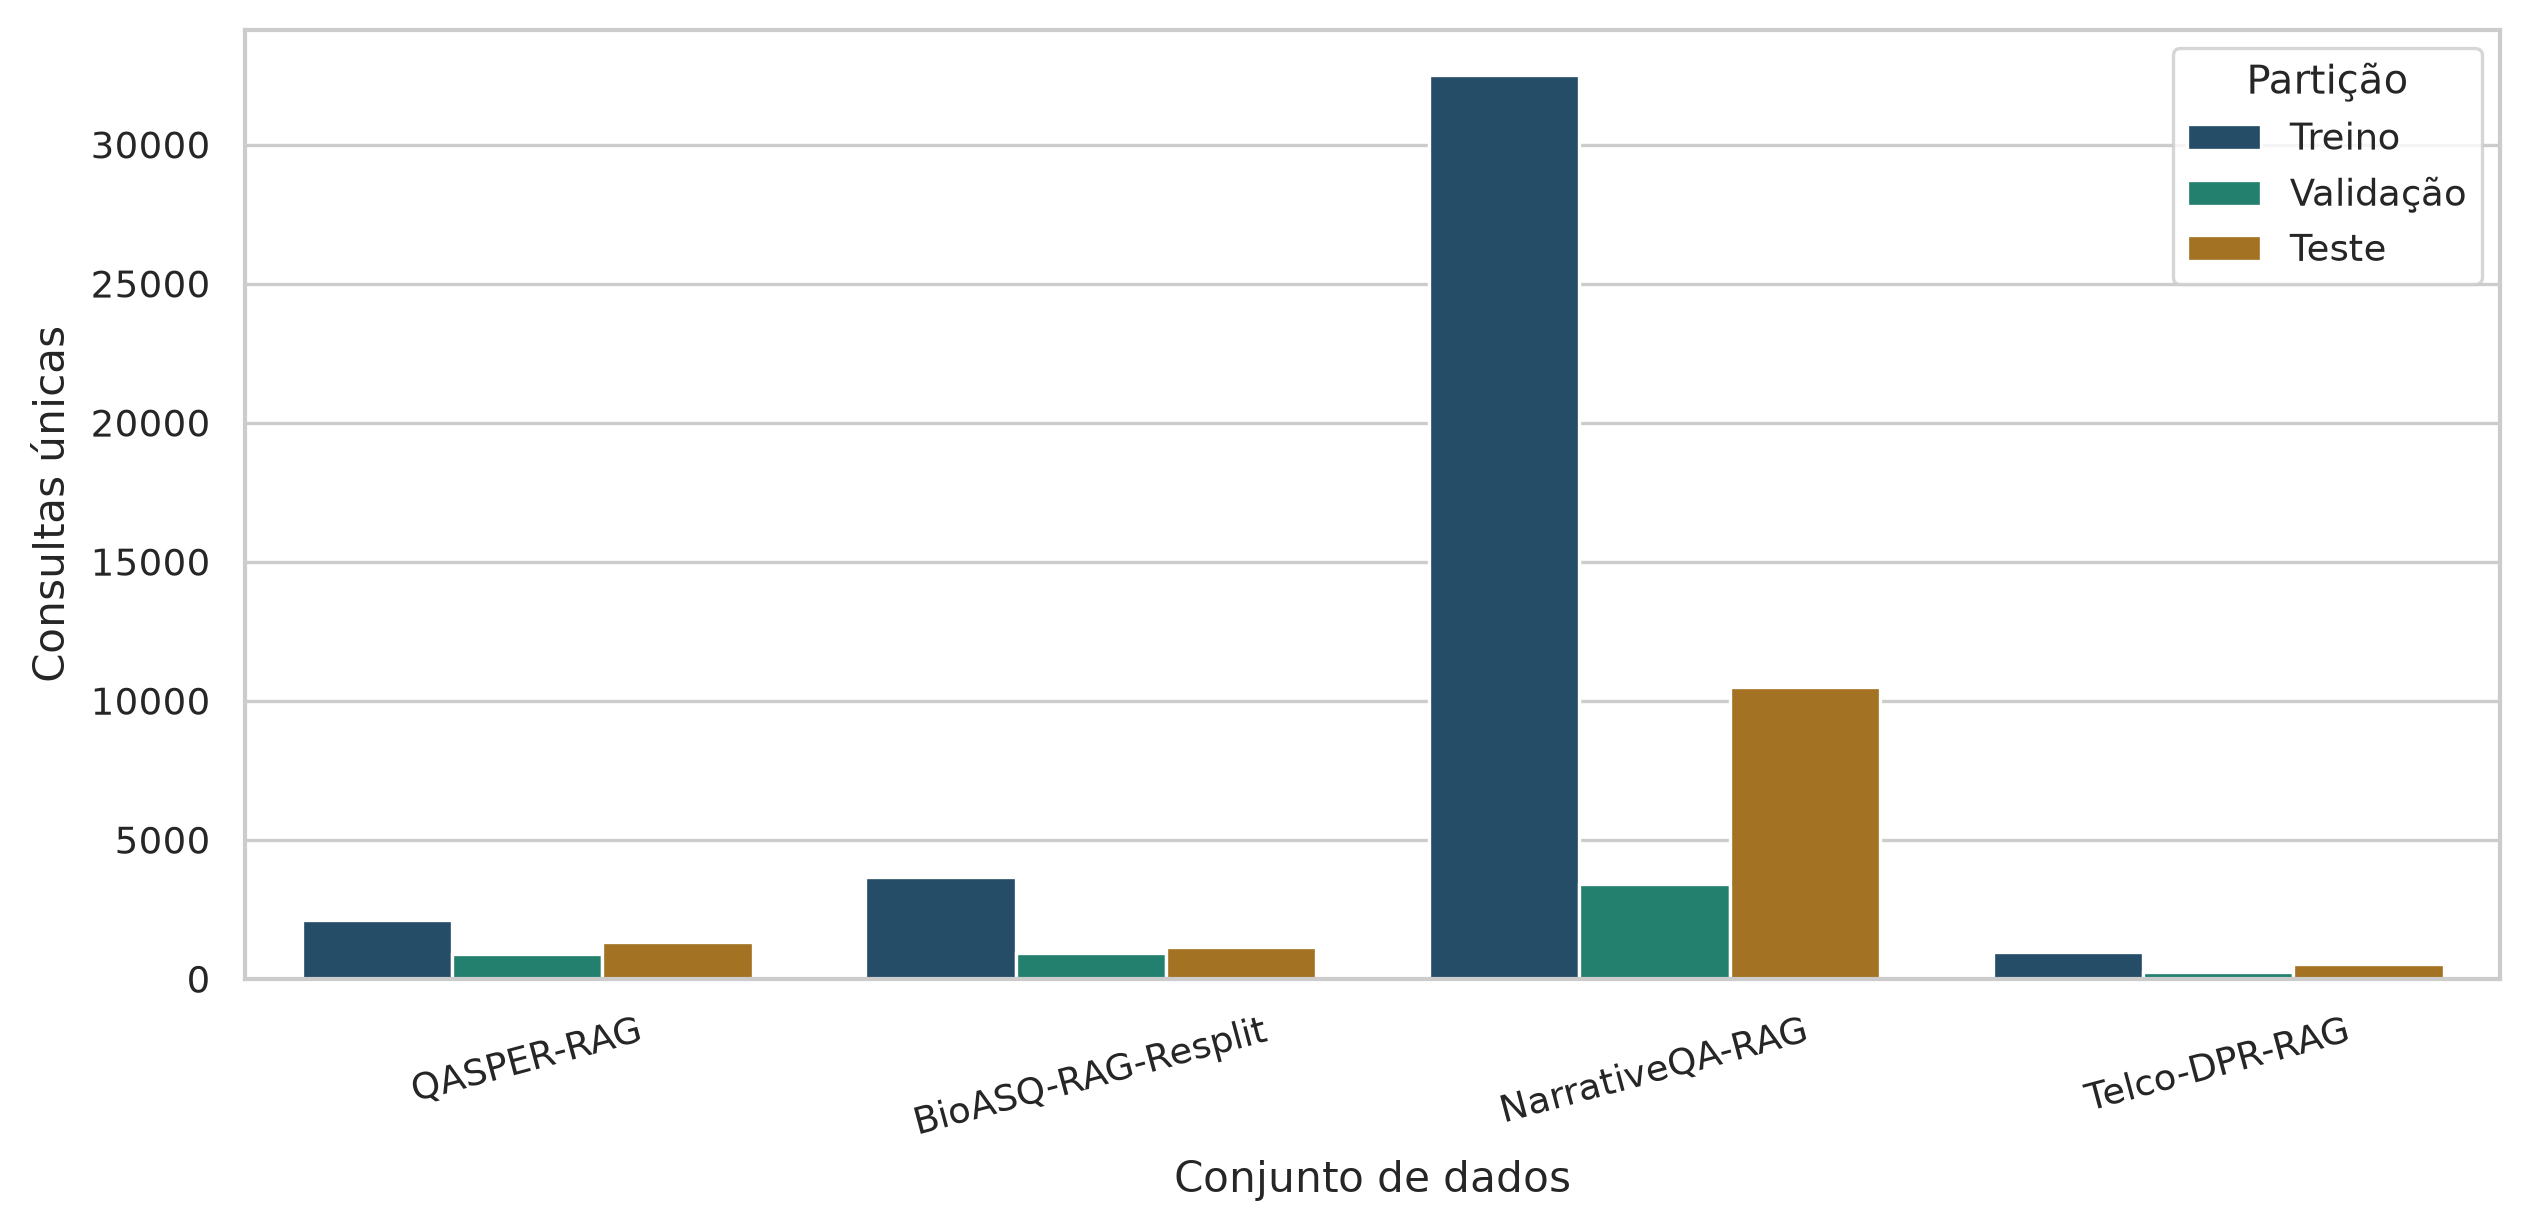 Partição
Treino
Validação
Teste
Consultas únicas
30000
25000
20000
15000
10000
5000
0
QASPER-RAG
BioASQ-RAG-Resplit
NarrativeQA-RAG
Telco-DPR-RAG
Conjunto de dados